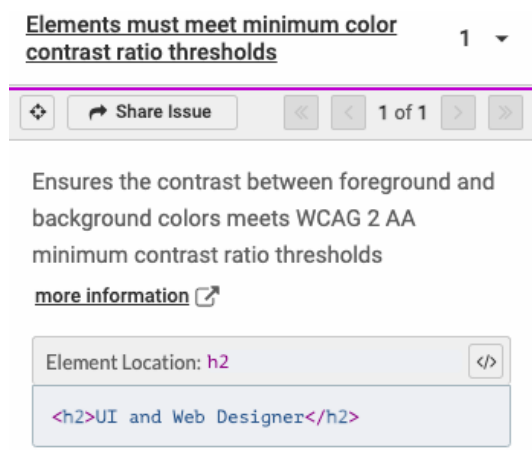 Elements must meet minimum color
contrast ratio thresholds
1
Share Issue
1 of 1
Ensures the contrast between foreground and
background colors meets WCAG 2 AA
minimum contrast ratio thresholds
more information
Element Location: h2
</>
<h2>UI and Web Designer</h2>